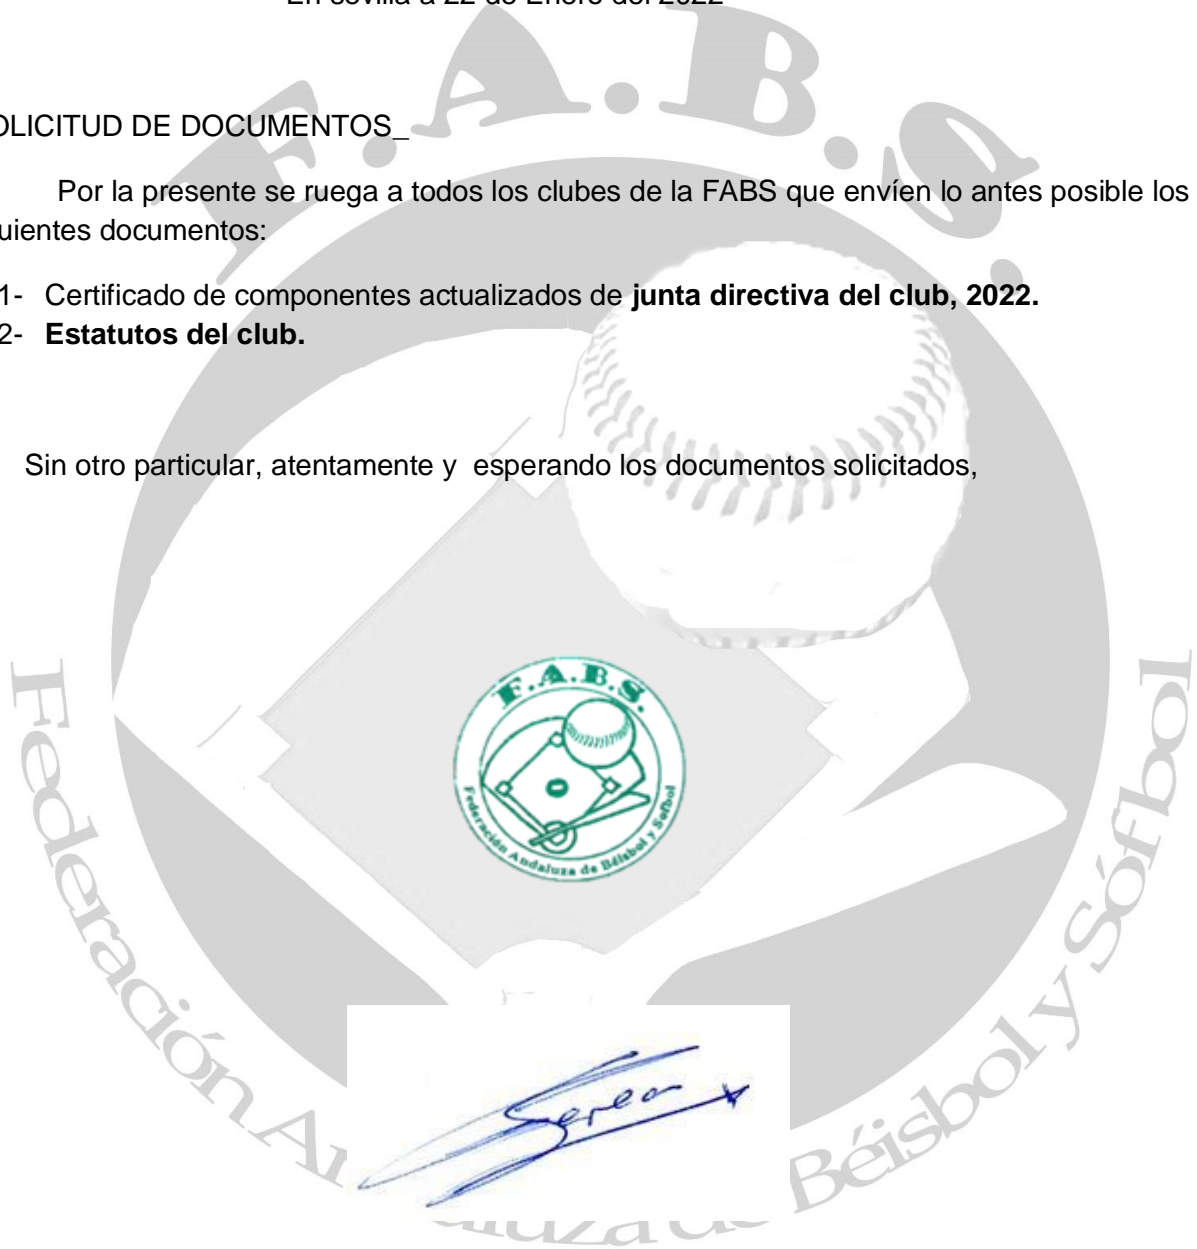 En sevilla a 22 de Enero del 2022
OLICITUD DE DOCUMENTOS_
Por la presente se ruega a todos los clubes de la FABS que envíen lo antes posible los
uientes documentos:
1- Certificado de componentes actualizados de junta directiva del club, 2022.
2- Estatutos del club.
Sin otro particular, atentamente y esperando los documentos solicitados,
F.A.B.S.
Federación Andaluza de Béisbol y Sofbol
F.A.B.S.
Federación An aluza de Béisbol y Sófbol